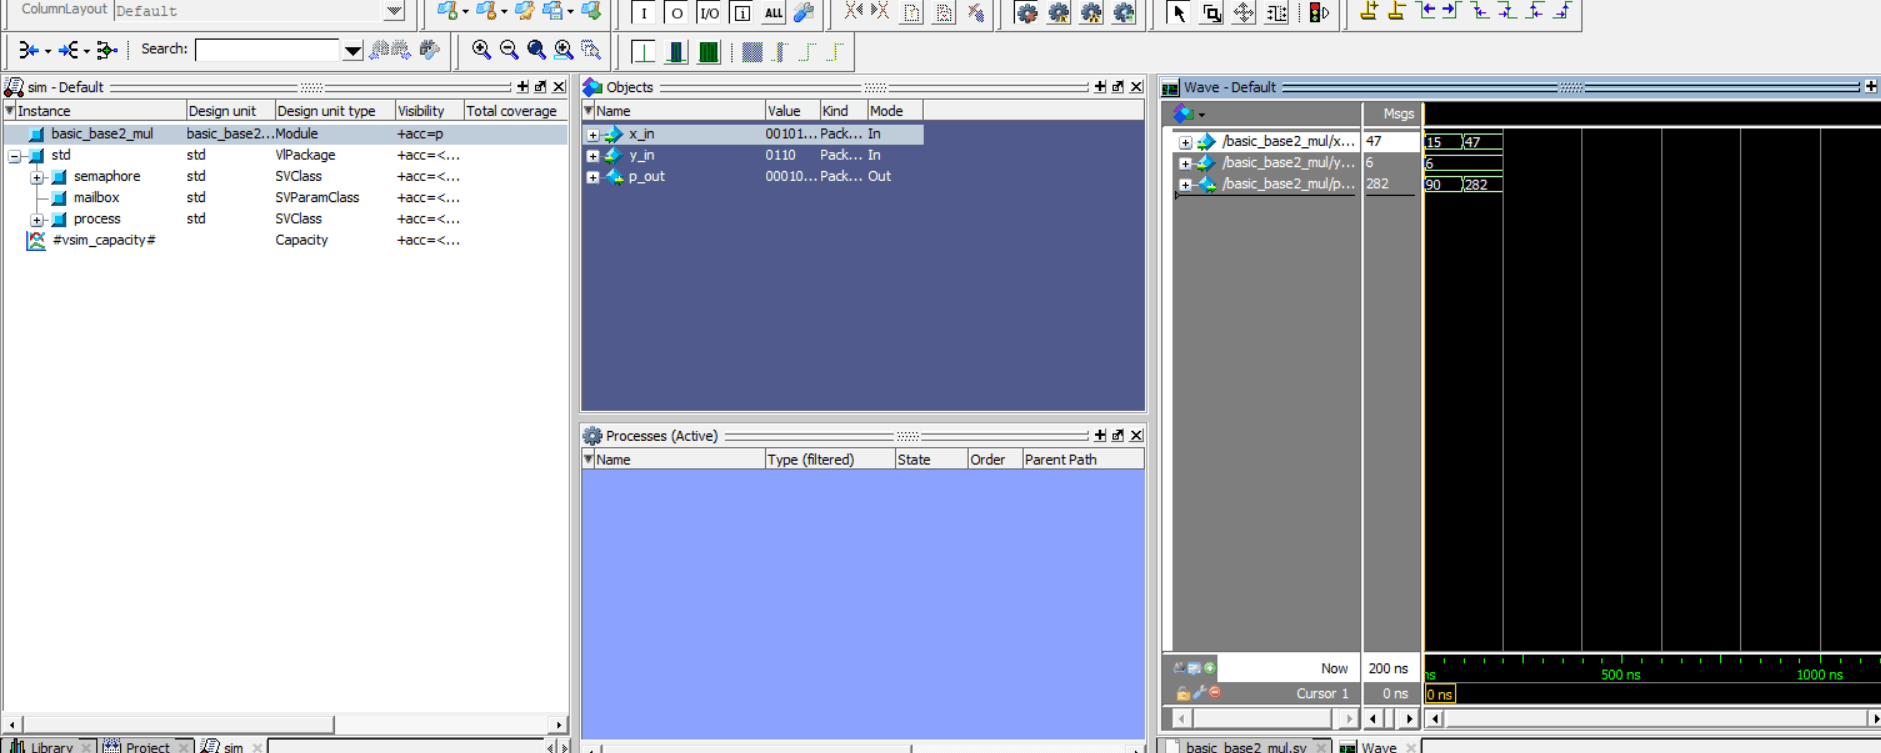 ColumnLayout Default
I O I/O i ALL
Search:
sim - Default
Instance Design unit Design unit type Visibility Total coverage
basic_base2_mul basic_base2... Module +acc=p
std std VlPackage +acc=<...
semaphore std SVClass +acc=<...
mailbox std SVParamClass +acc=<...
process std SVClass +acc=<...
#vsim_capacity# Capacity +acc=<...
Library Project sim
Objects
Name Value Kind Mode
x_in 00101... Pack... In
y_in 0110 Pack... In
p_out 00010... Pack... Out
Processes (Active)
Name Type (filtered) State Order Parent Path
Wave - Default
Msgs
/basic_base2_mul/x... 47 15 47
/basic_base2_mul/y... 6 6
/basic_base2_mul/p... 282 90 282
Now 200 ns ns 500 ns 1000 ns
Cursor 1 0 ns 0 ns
basic_base2_mul.sv Wave